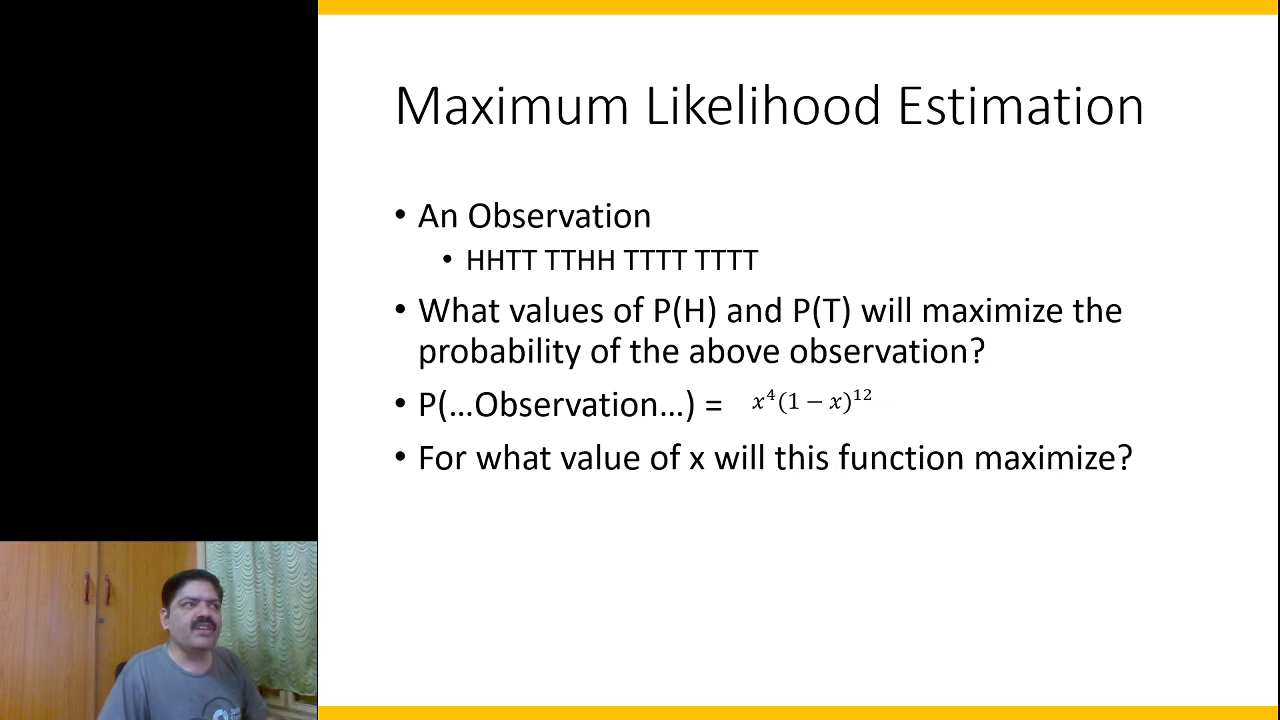 Maximum Likelihood Estimation
• An Observation
• HHTT TTHH TTTT TTTT
• What values of P(H) and P(T) will maximize the
probability of the above observation?
• P(…Observation…) = x⁴(1 − x)¹²
• For what value of x will this function maximize?